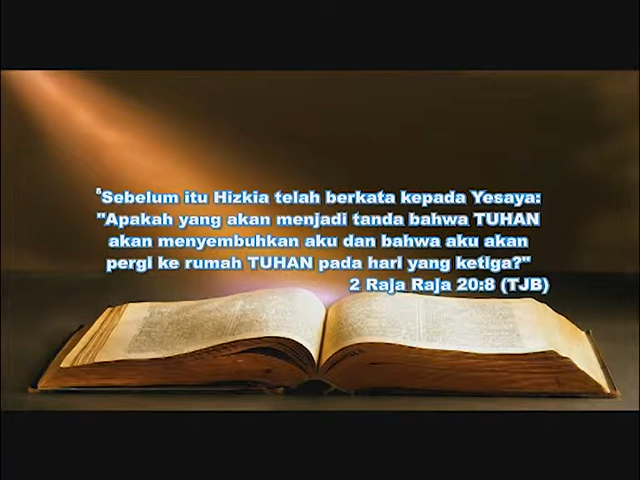 ⁸Sebelum itu Hizkia telah berkata kepada Yesaya:
"Apakah yang akan menjadi tanda bahwa TUHAN
akan menyembuhkan aku dan bahwa aku akan
pergi ke rumah TUHAN pada hari yang ketiga?"
2 Raja Raja 20:8 (TJB)